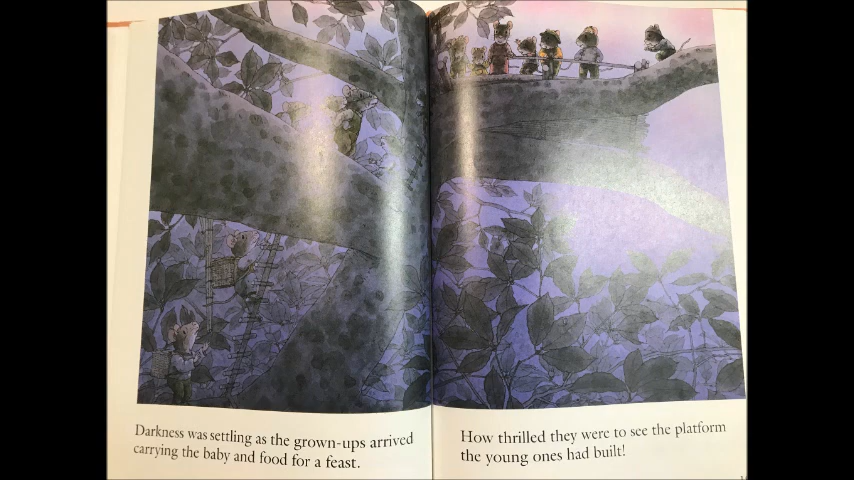 Darkness was settling as the grown-ups arrived
carrying the baby and food for a feast.
How thrilled they were to see the platform
the young ones had built!